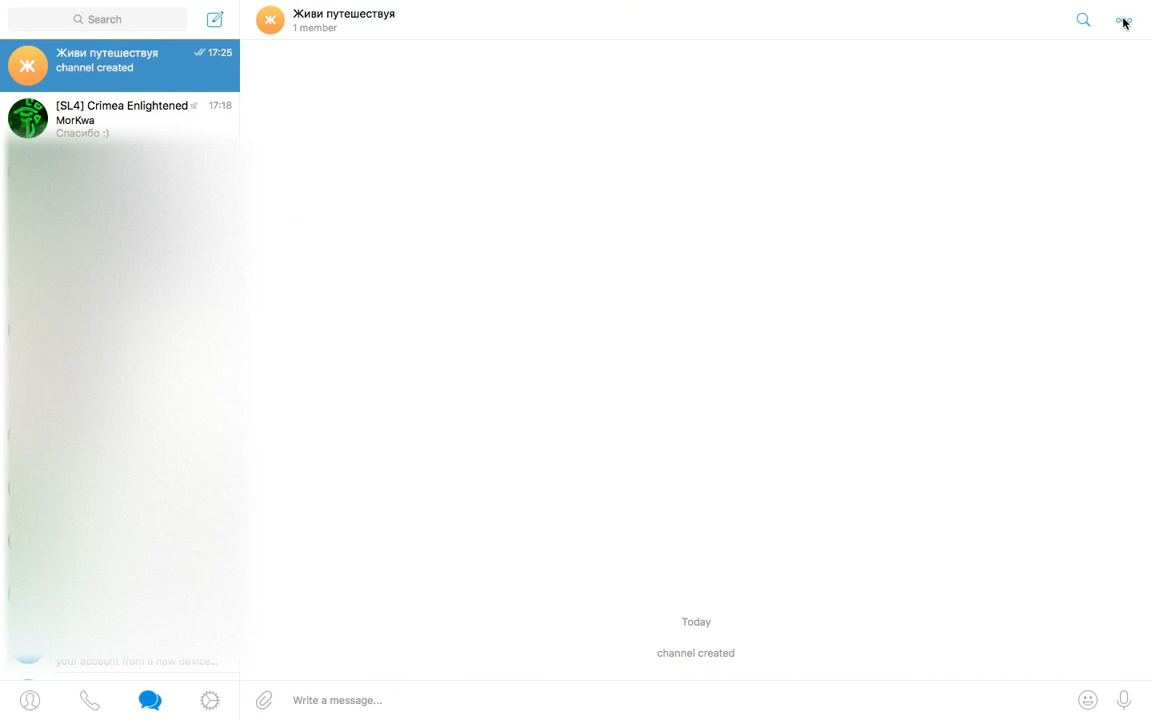 Search
Живи путешествуя
17:25
channel created
[SL4] Crimea Enlightened
17:18
MorKwa
Спасибо :)
your account from a new device...
Ж
Ж
Живи путешествуя
1 member
Today
channel created
Write a message...